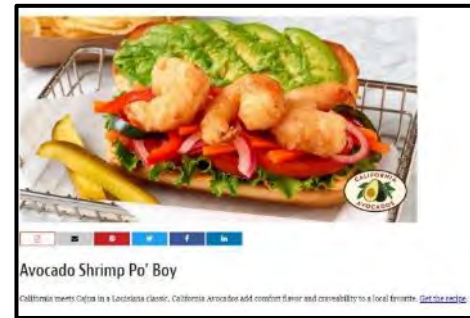 CALIFORNIA
AVOCADOS
Avocado Shrimp Po' Boy
California meets Cajun in a Louisiana classic, California Avocados add comfort flavor and craveability to a local favorite. Get the recipe.